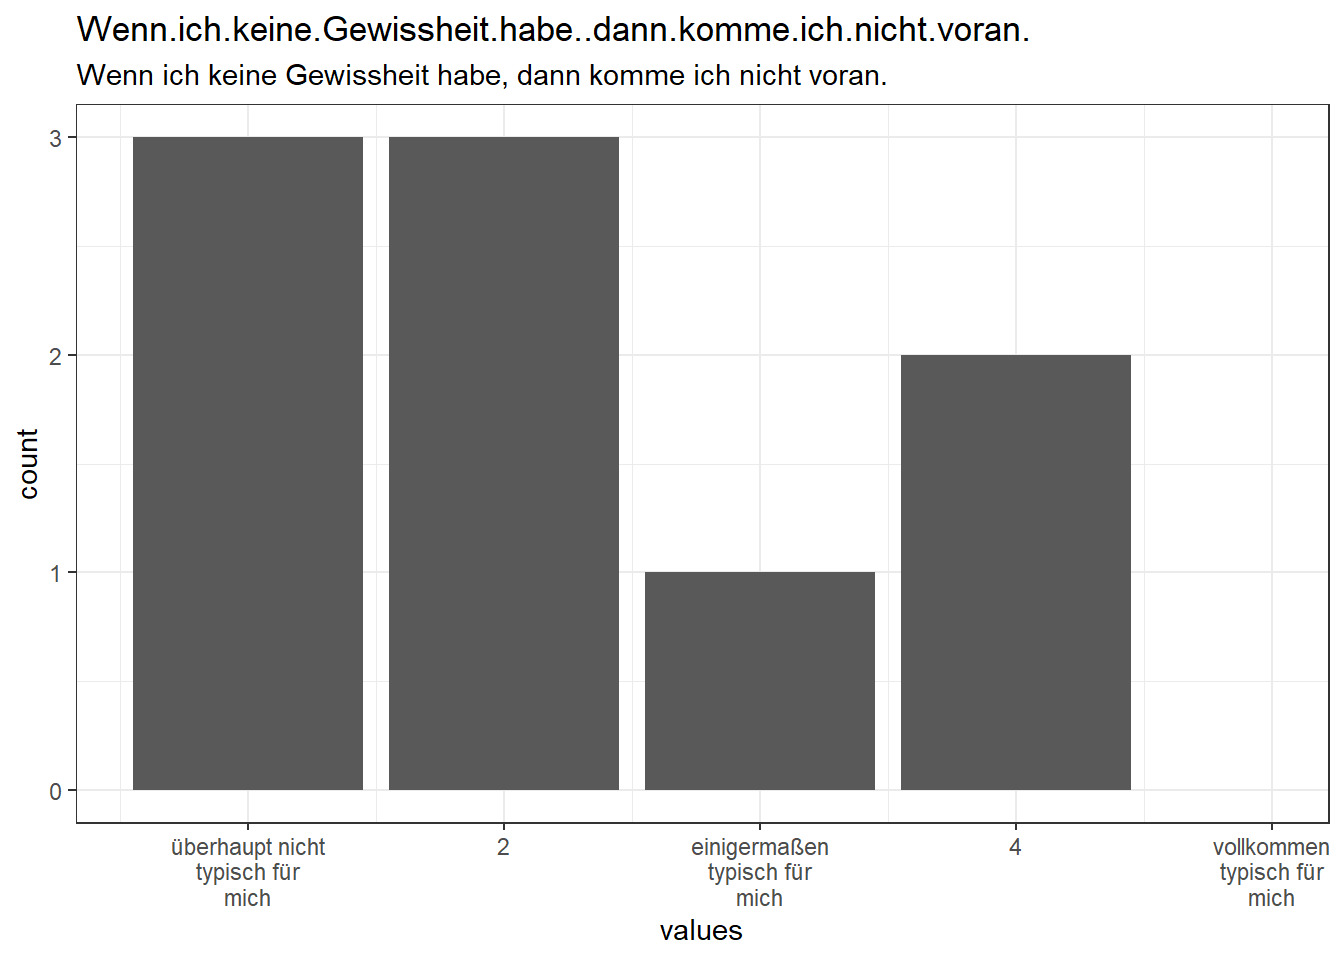 Wenn.ich.keine.Gewissheit.habe..dann.komme.ich.nicht.voran.
Wenn ich keine Gewissheit habe, dann komme ich nicht voran.
3
2
1
0
count
überhaupt nicht
typisch für
mich
2
einigermaßen
typisch für
mich
4
vollkommen
typisch für
mich
values